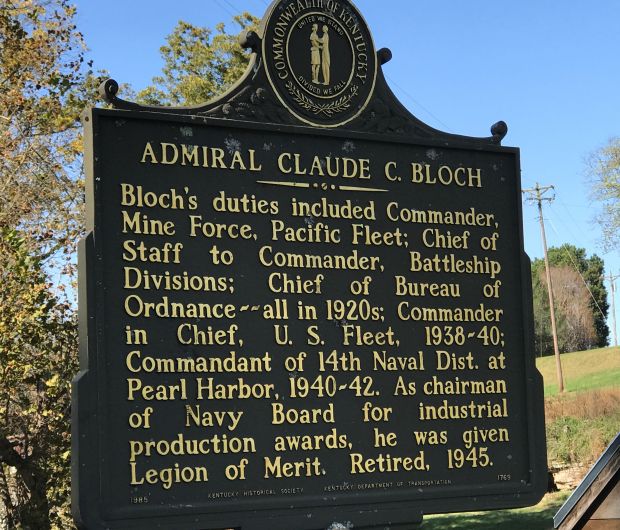 COMMONWEALTH OF KENTUCKY
UNITED WE STAND
DIVIDED WE FALL
ADMIRAL CLAUDE C. BLOCH
Bloch's duties included Commander,
Mine Force, Pacific Fleet; Chief of
Staff to Commander, Battleship
Divisions; Chief of Bureau of
Ordnance--all in 1920s; Commander
in Chief, U. S. Fleet, 1938-40;
Commandant of 14th Naval Dist. at
Pearl Harbor, 1940-42. As chairman
of Navy Board for industrial
production awards, he was given
Legion of Merit. Retired, 1945.
1985 KENTUCKY HISTORICAL SOCIETY KENTUCKY DEPARTMENT OF TRANSPORTATION 1769